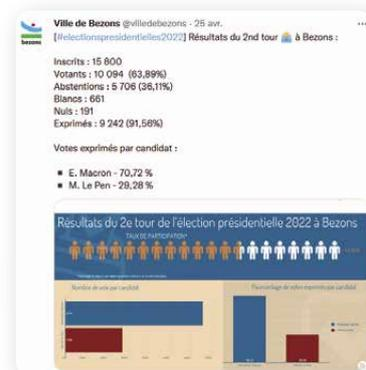 bezons
Ville de Bezons @villedebezons · 25 avr.
[#electionspresidentielles2022] Résultats du 2nd tour 🗳️ à Bezons :
Inscrits : 15 800
Votants : 10 094 (63,89%)
Abstentions : 5 706 (36,11%)
Blancs : 661
Nuls : 191
Exprimés : 9 242 (91,56%)
Votes exprimés par candidat :
▪ E. Macron - 70,72 %
▪ M. Le Pen - 29,28 %
Résultats du 2e tour de l'élection présidentielle 2022 à Bezons
TAUX DE PARTICIPATION*
Nombre de voix par candidat
Pourcentage de votes exprimés par candidat